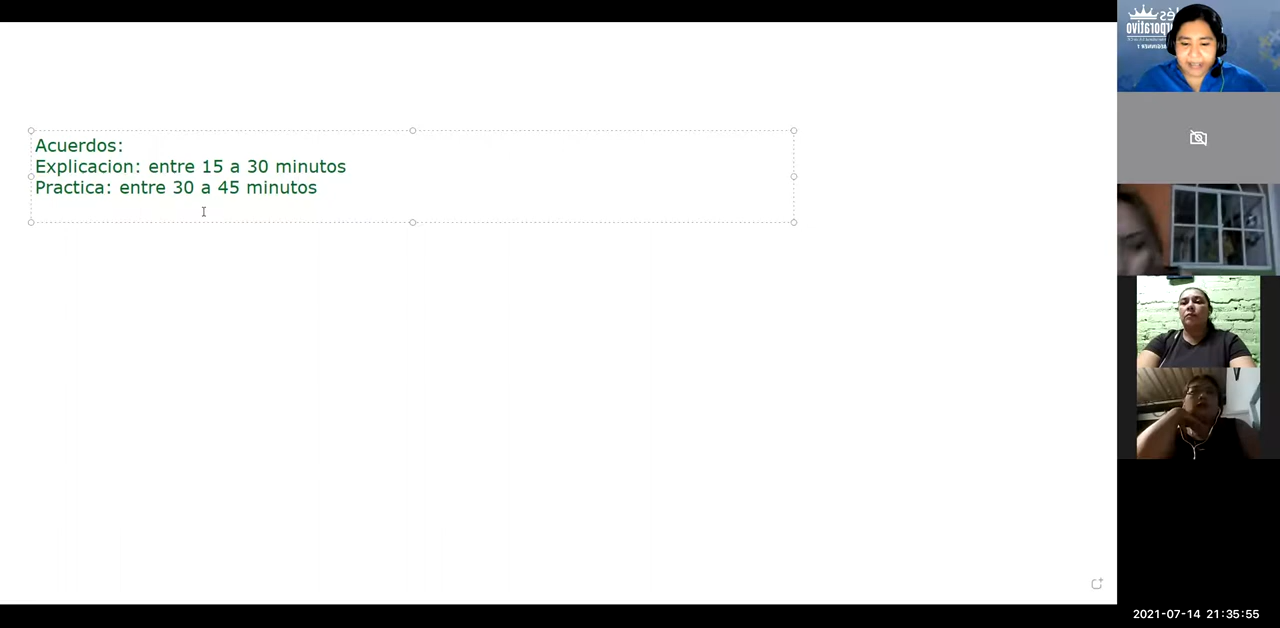 Acuerdos:
Explicacion: entre 15 a 30 minutos
Practica: entre 30 a 45 minutos
2021-07-14 21:35:55